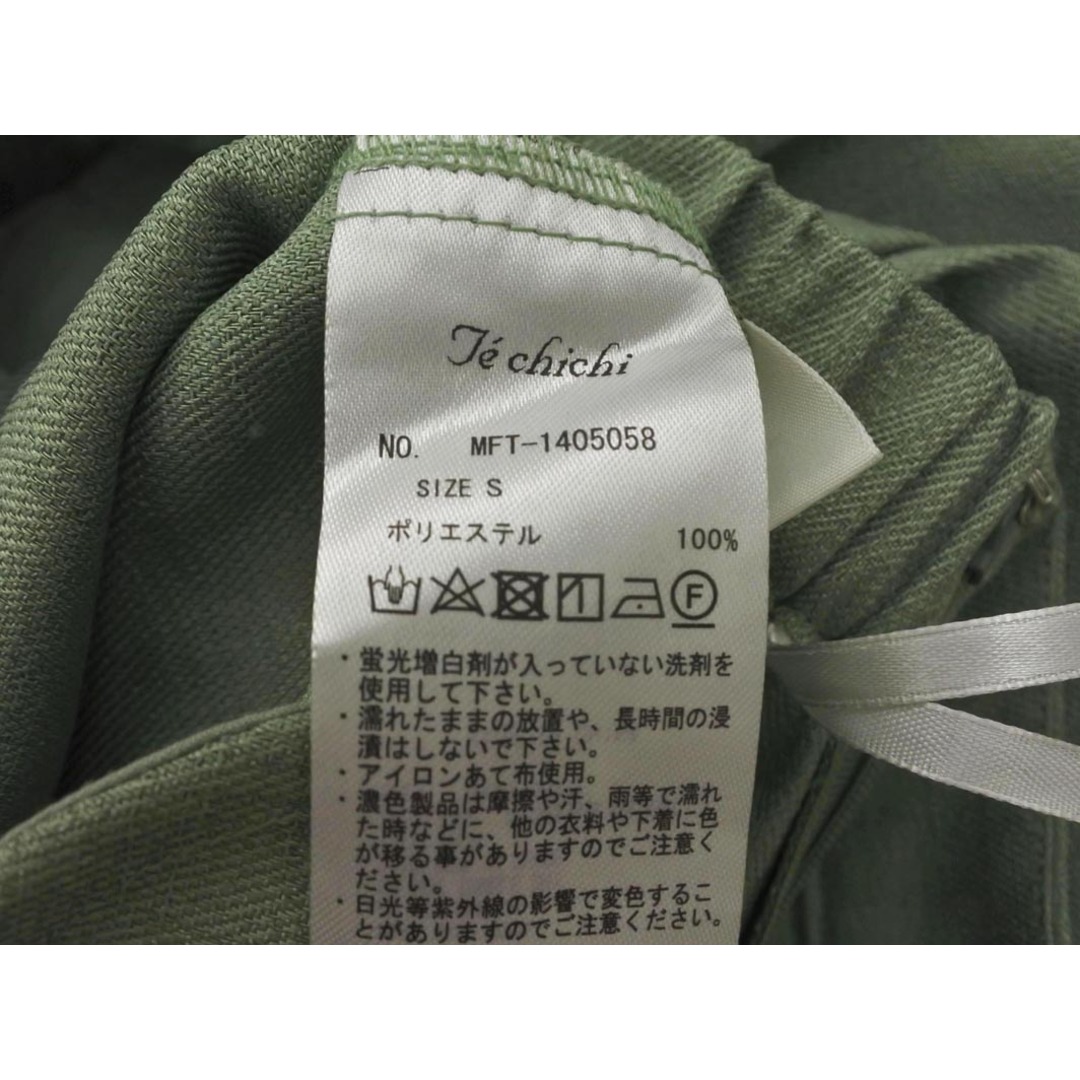 Té chichi
NO. MFT-1405058
SIZE S
ポリエステル 100%
F
・蛍光増白剤が入っていない洗剤を
使用して下さい。
・濡れたままの放置や、長時間の浸
漬はしないで下さい。
・アイロンあて布使用。
・濃色製品は摩擦や汗、雨等で濡れ
た時などに、他の衣料や下着に色
が移る事がありますのでご注意く
ださい。
・日光等紫外線の影響で変色するこ
とがありますのでご注意ください。